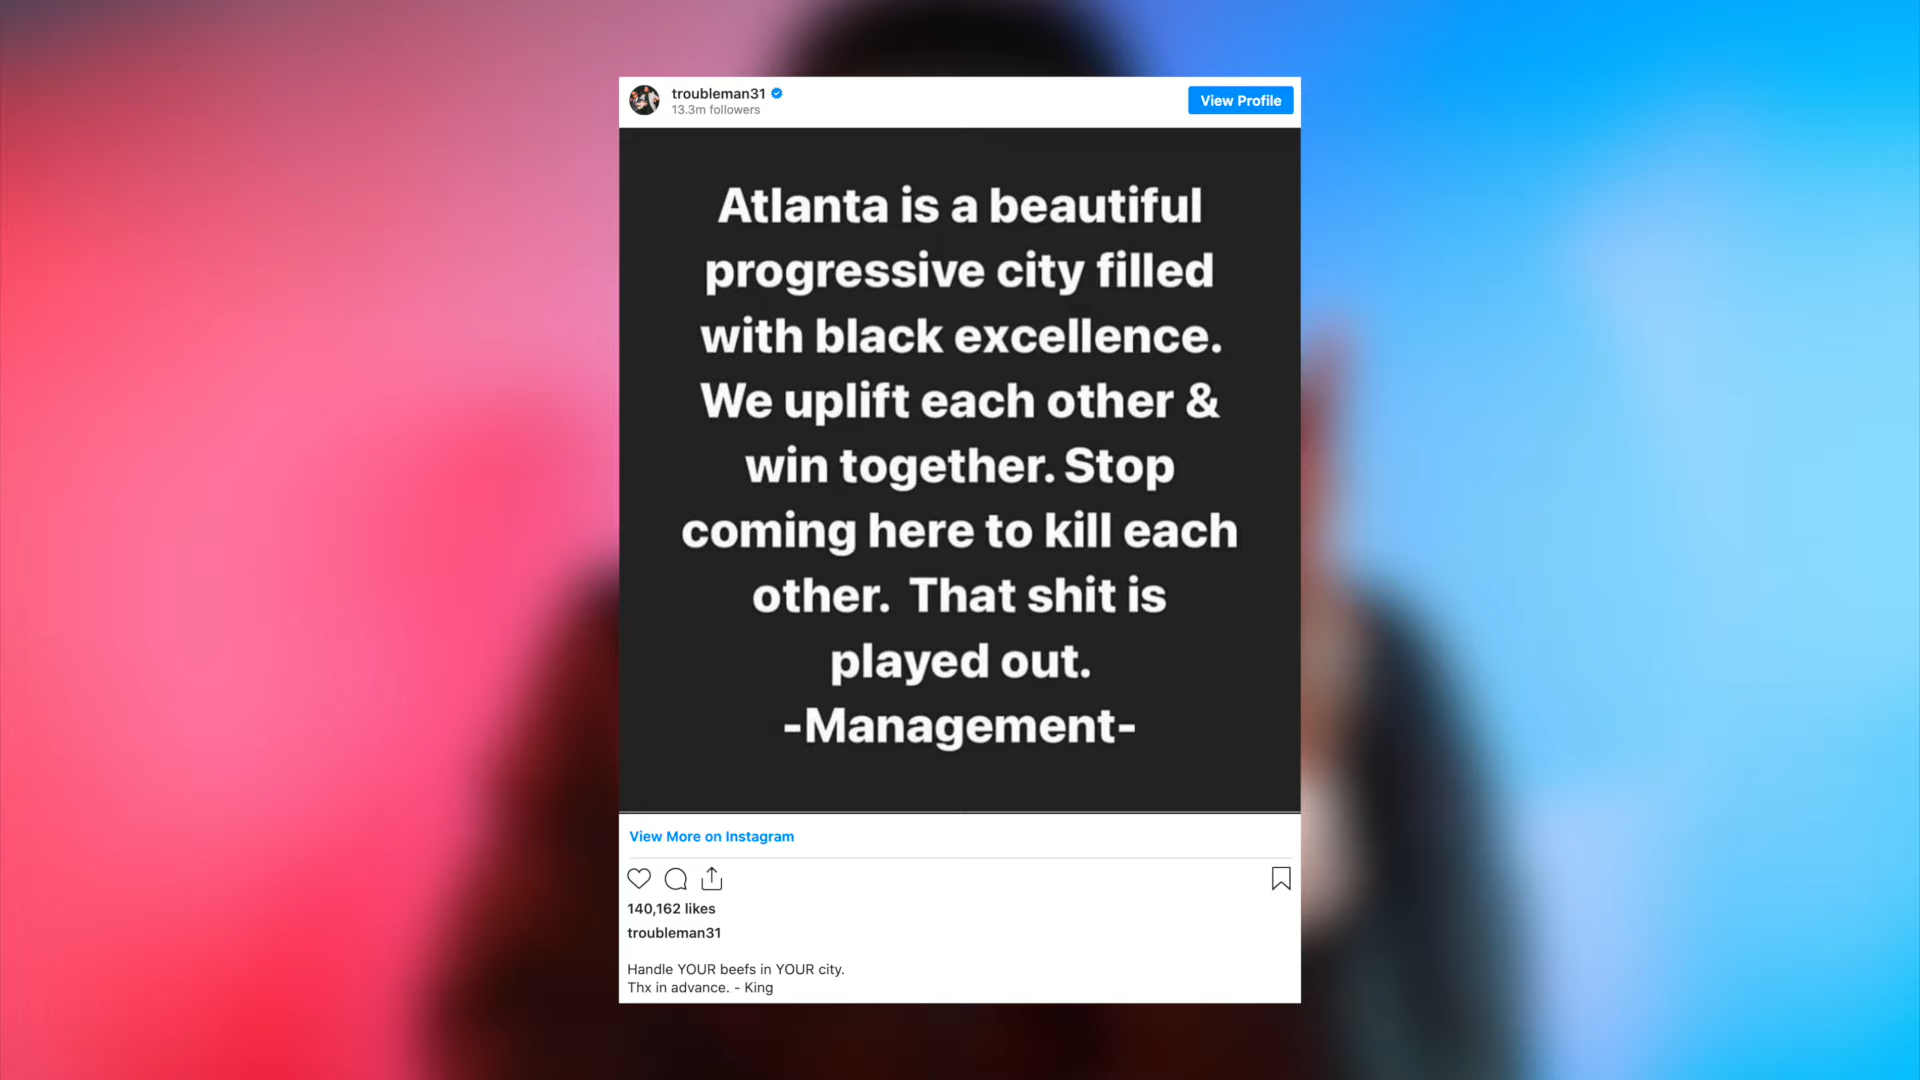 troubleman31
13.3m followers
View Profile
Atlanta is a beautiful
progressive city filled
with black excellence.
We uplift each other &
win together. Stop
coming here to kill each
other.  That shit is
played out.
-Management-
View More on Instagram
140,162 likes
troubleman31
Handle YOUR beefs in YOUR city.
Thx in advance. - King